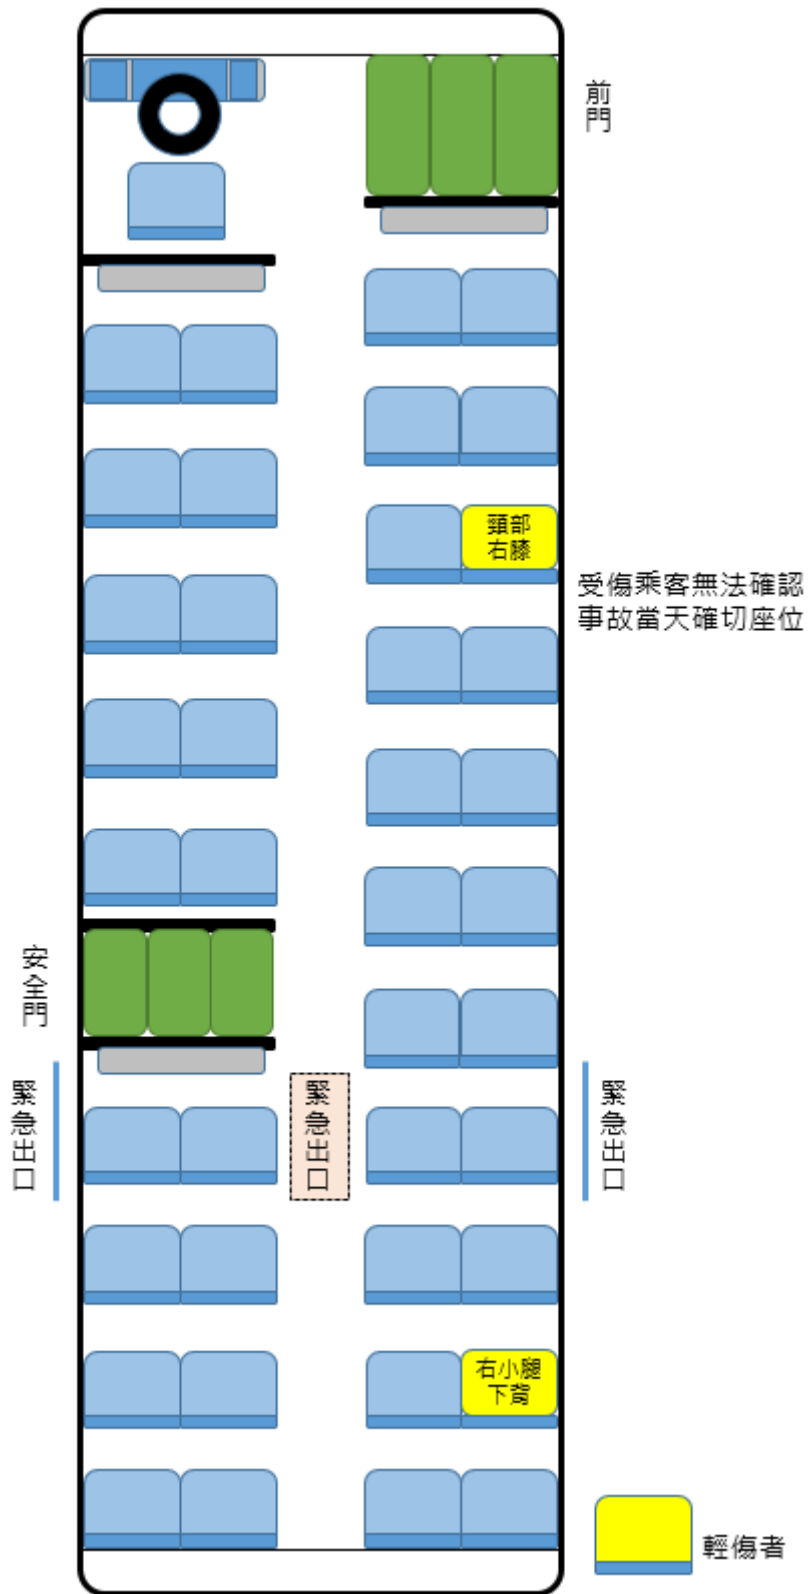 前門
頸部
右膝
受傷乘客無法確認
事故當天確切座位
安全門
緊急出口
緊急出口
緊急出口
右小腿
下背
輕傷者